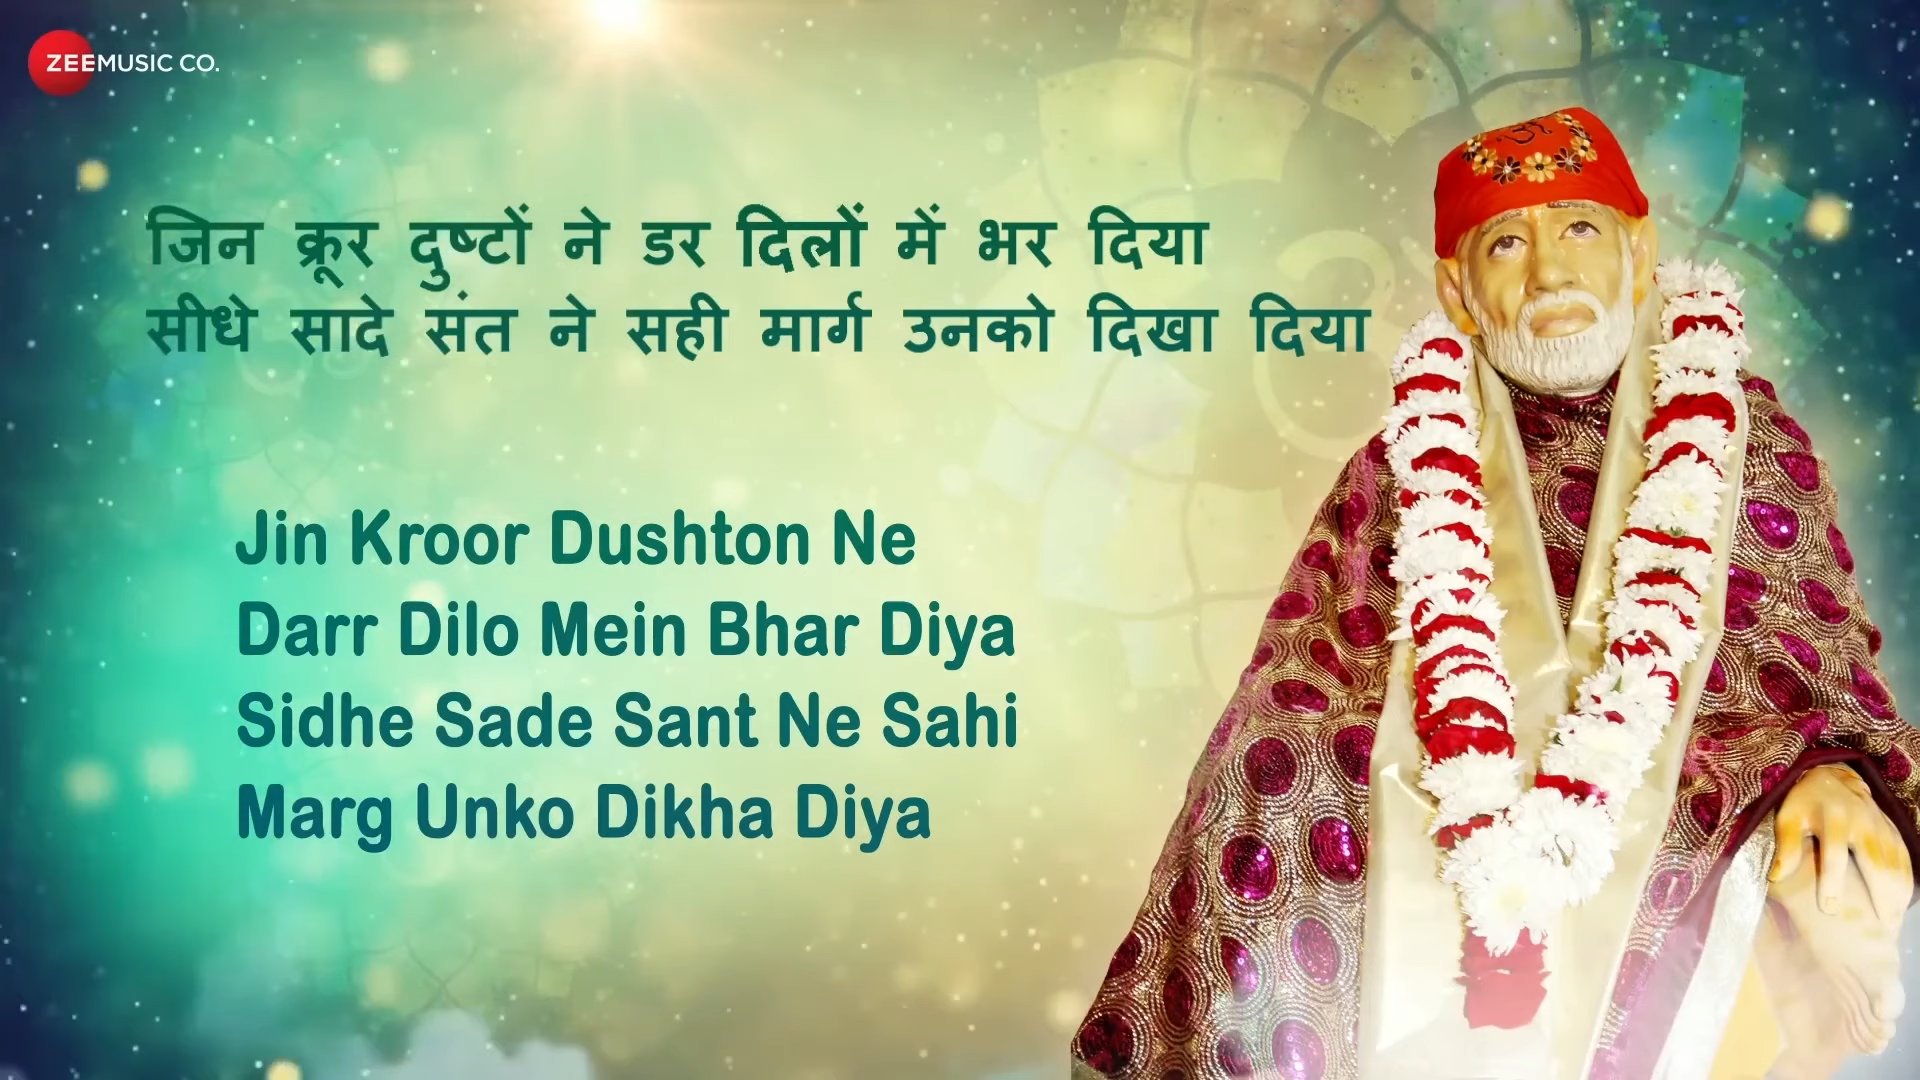 ZEEMUSIC CO.
जिन क्रूर दुष्टों ने डर दिलों में भर दिया
सीधे सादे संत ने सही मार्ग उनको दिखा दिया
Jin Kroor Dushton Ne
Darr Dilo Mein Bhar Diya
Sidhe Sade Sant Ne Sahi
Marg Unko Dikha Diya